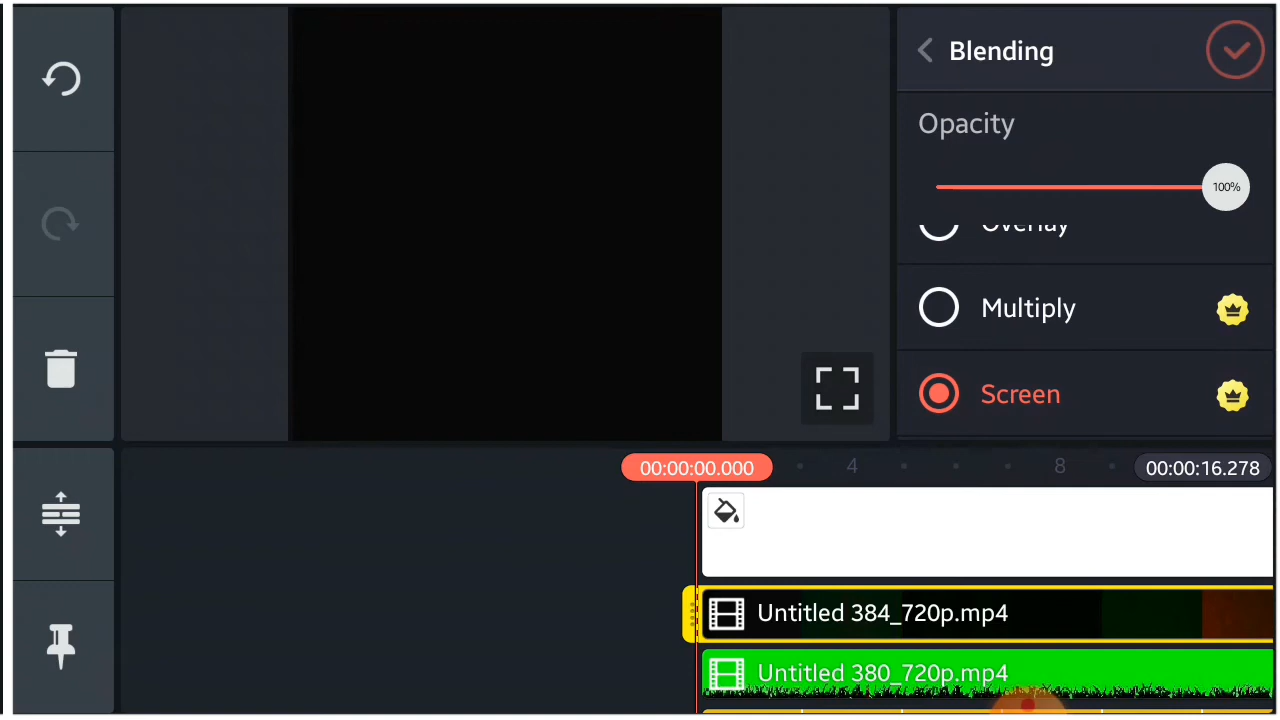 Blending
Opacity
100%
Overlay
Multiply
Screen
00:00:00.000
4
8
00:00:16.278
Untitled 384_720p.mp4
Untitled 380_720p.mp4